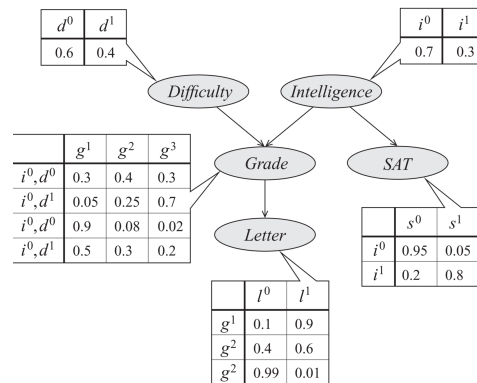 d⁰ d¹
0.6 0.4
i⁰ i¹
0.7 0.3
Difficulty
Intelligence
g¹ g² g³
i⁰,d⁰ 0.3 0.4 0.3
i⁰,d¹ 0.05 0.25 0.7
i⁰,d⁰ 0.9 0.08 0.02
i⁰,d¹ 0.5 0.3 0.2
Grade
SAT
Letter
s⁰ s¹
i⁰ 0.95 0.05
i¹ 0.2 0.8
l⁰ l¹
g¹ 0.1 0.9
g² 0.4 0.6
g² 0.99 0.01